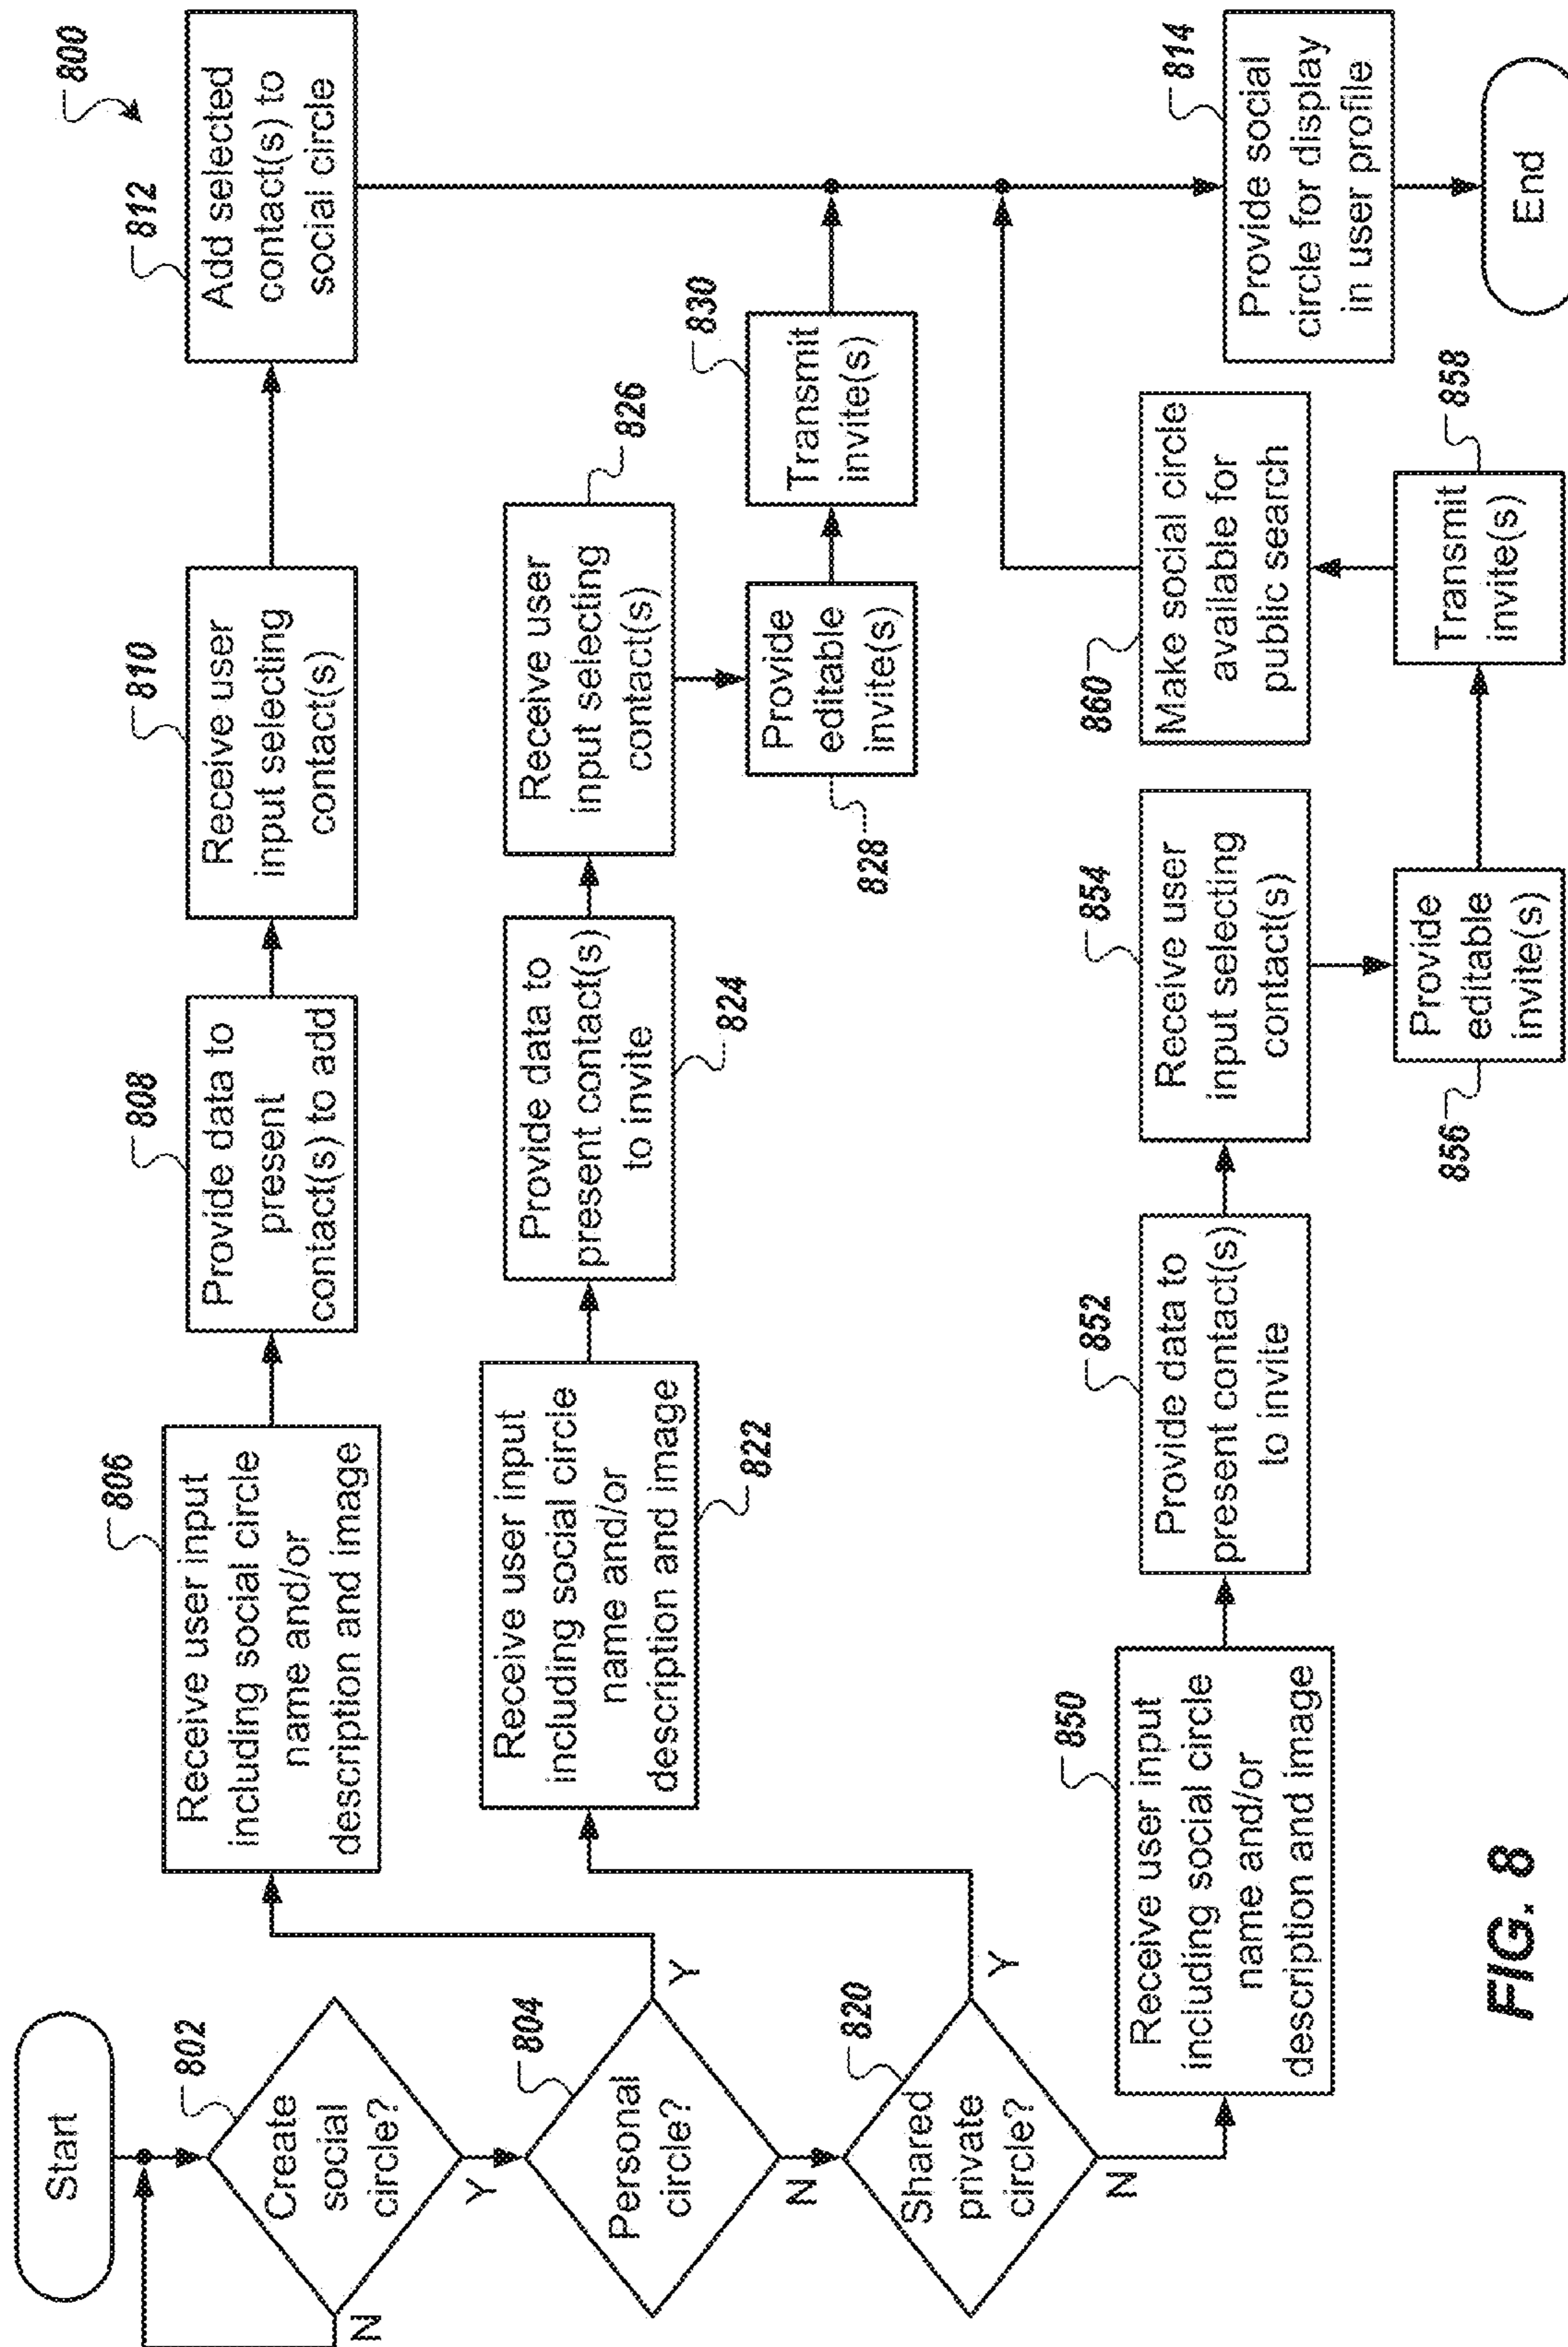 800
Start
802
Create
social
circle?
N
Y
804
Personal
circle?
Y
N
820
Shared
private
circle?
Y
N
806
Receive user input
including social circle
name and/or
description and image
808
Provide data to
present
contact(s) to add
810
Receive user
input selecting
contact(s)
812
Add selected
contact(s) to
social circle
822
Receive user input
including social circle
name and/or
description and image
824
Provide data to
present contact(s)
to invite
826
Receive user
input selecting
contact(s)
828
Provide
editable
invite(s)
830
Transmit
invite(s)
850
Receive user input
including social circle
name and/or
description and image
852
Provide data to
present contact(s)
to invite
854
Receive user
input selecting
contact(s)
856
Provide
editable
invite(s)
858
Transmit
invite(s)
860
Make social circle
available for
public search
814
Provide social
circle for display
in user profile
End
FIG. 8